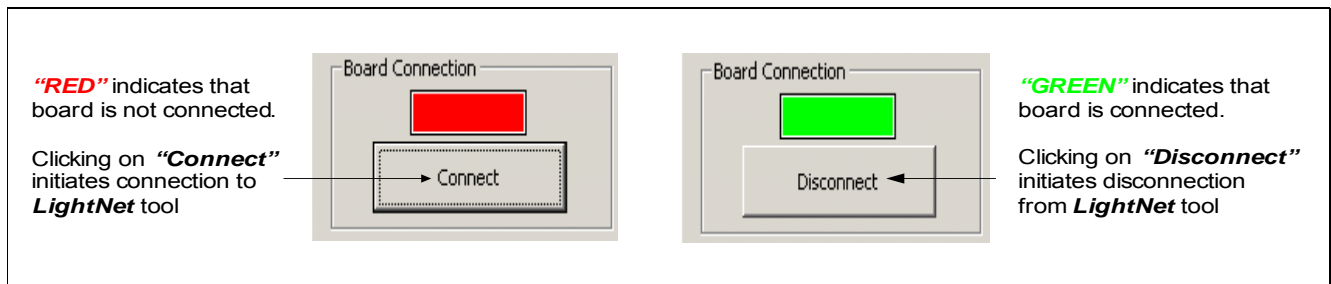 “RED” indicates that
board is not connected.
Clicking on “Connect”
initiates connection to
LightNet tool
Board Connection
Connect
Board Connection
Disconnect
“GREEN” indicates that
board is connected.
Clicking on “Disconnect”
initiates disconnection
from LightNet tool